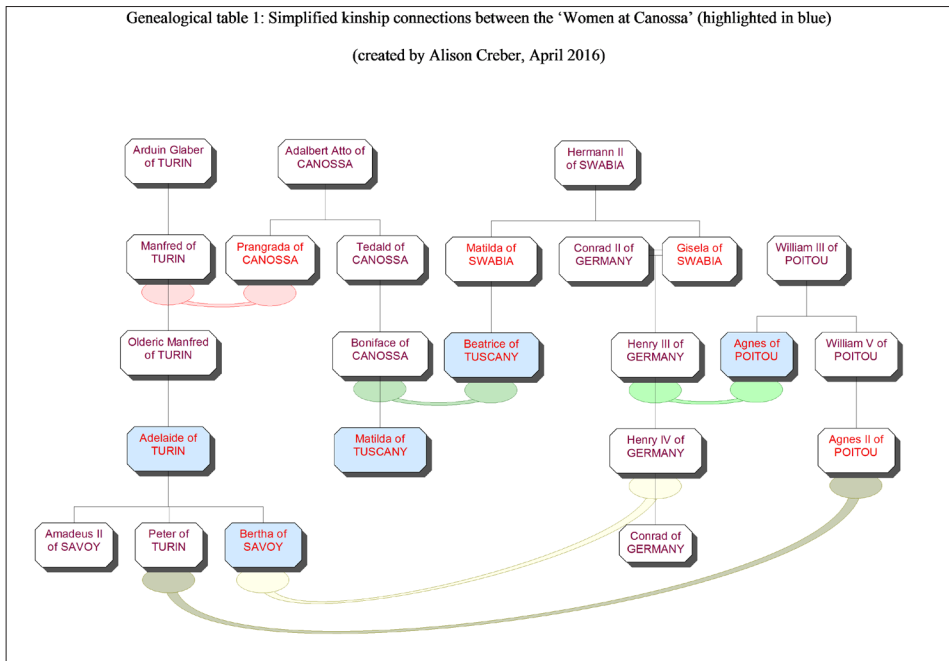 Genealogical table 1: Simplified kinship connections between the ‘Women at Canossa’ (highlighted in blue)
(created by Alison Creber, April 2016)
Arduin Glaber
of TURIN
Adalbert Atto of
CANOSSA
Hermann II
of SWABIA
Manfred of
TURIN
Prangrada of
CANOSSA
Tedald of
CANOSSA
Matilda of
SWABIA
Conrad II of
GERMANY
Gisela of
SWABIA
William III of
POITOU
Olderic Manfred
of TURIN
Boniface of
CANOSSA
Beatrice of
TUSCANY
Henry III of
GERMANY
Agnes of
POITOU
William V of
POITOU
Adelaide of
TURIN
Matilda of
TUSCANY
Henry IV of
GERMANY
Agnes II of
POITOU
Amadeus II
of SAVOY
Peter of
TURIN
Bertha of
SAVOY
Conrad of
GERMANY